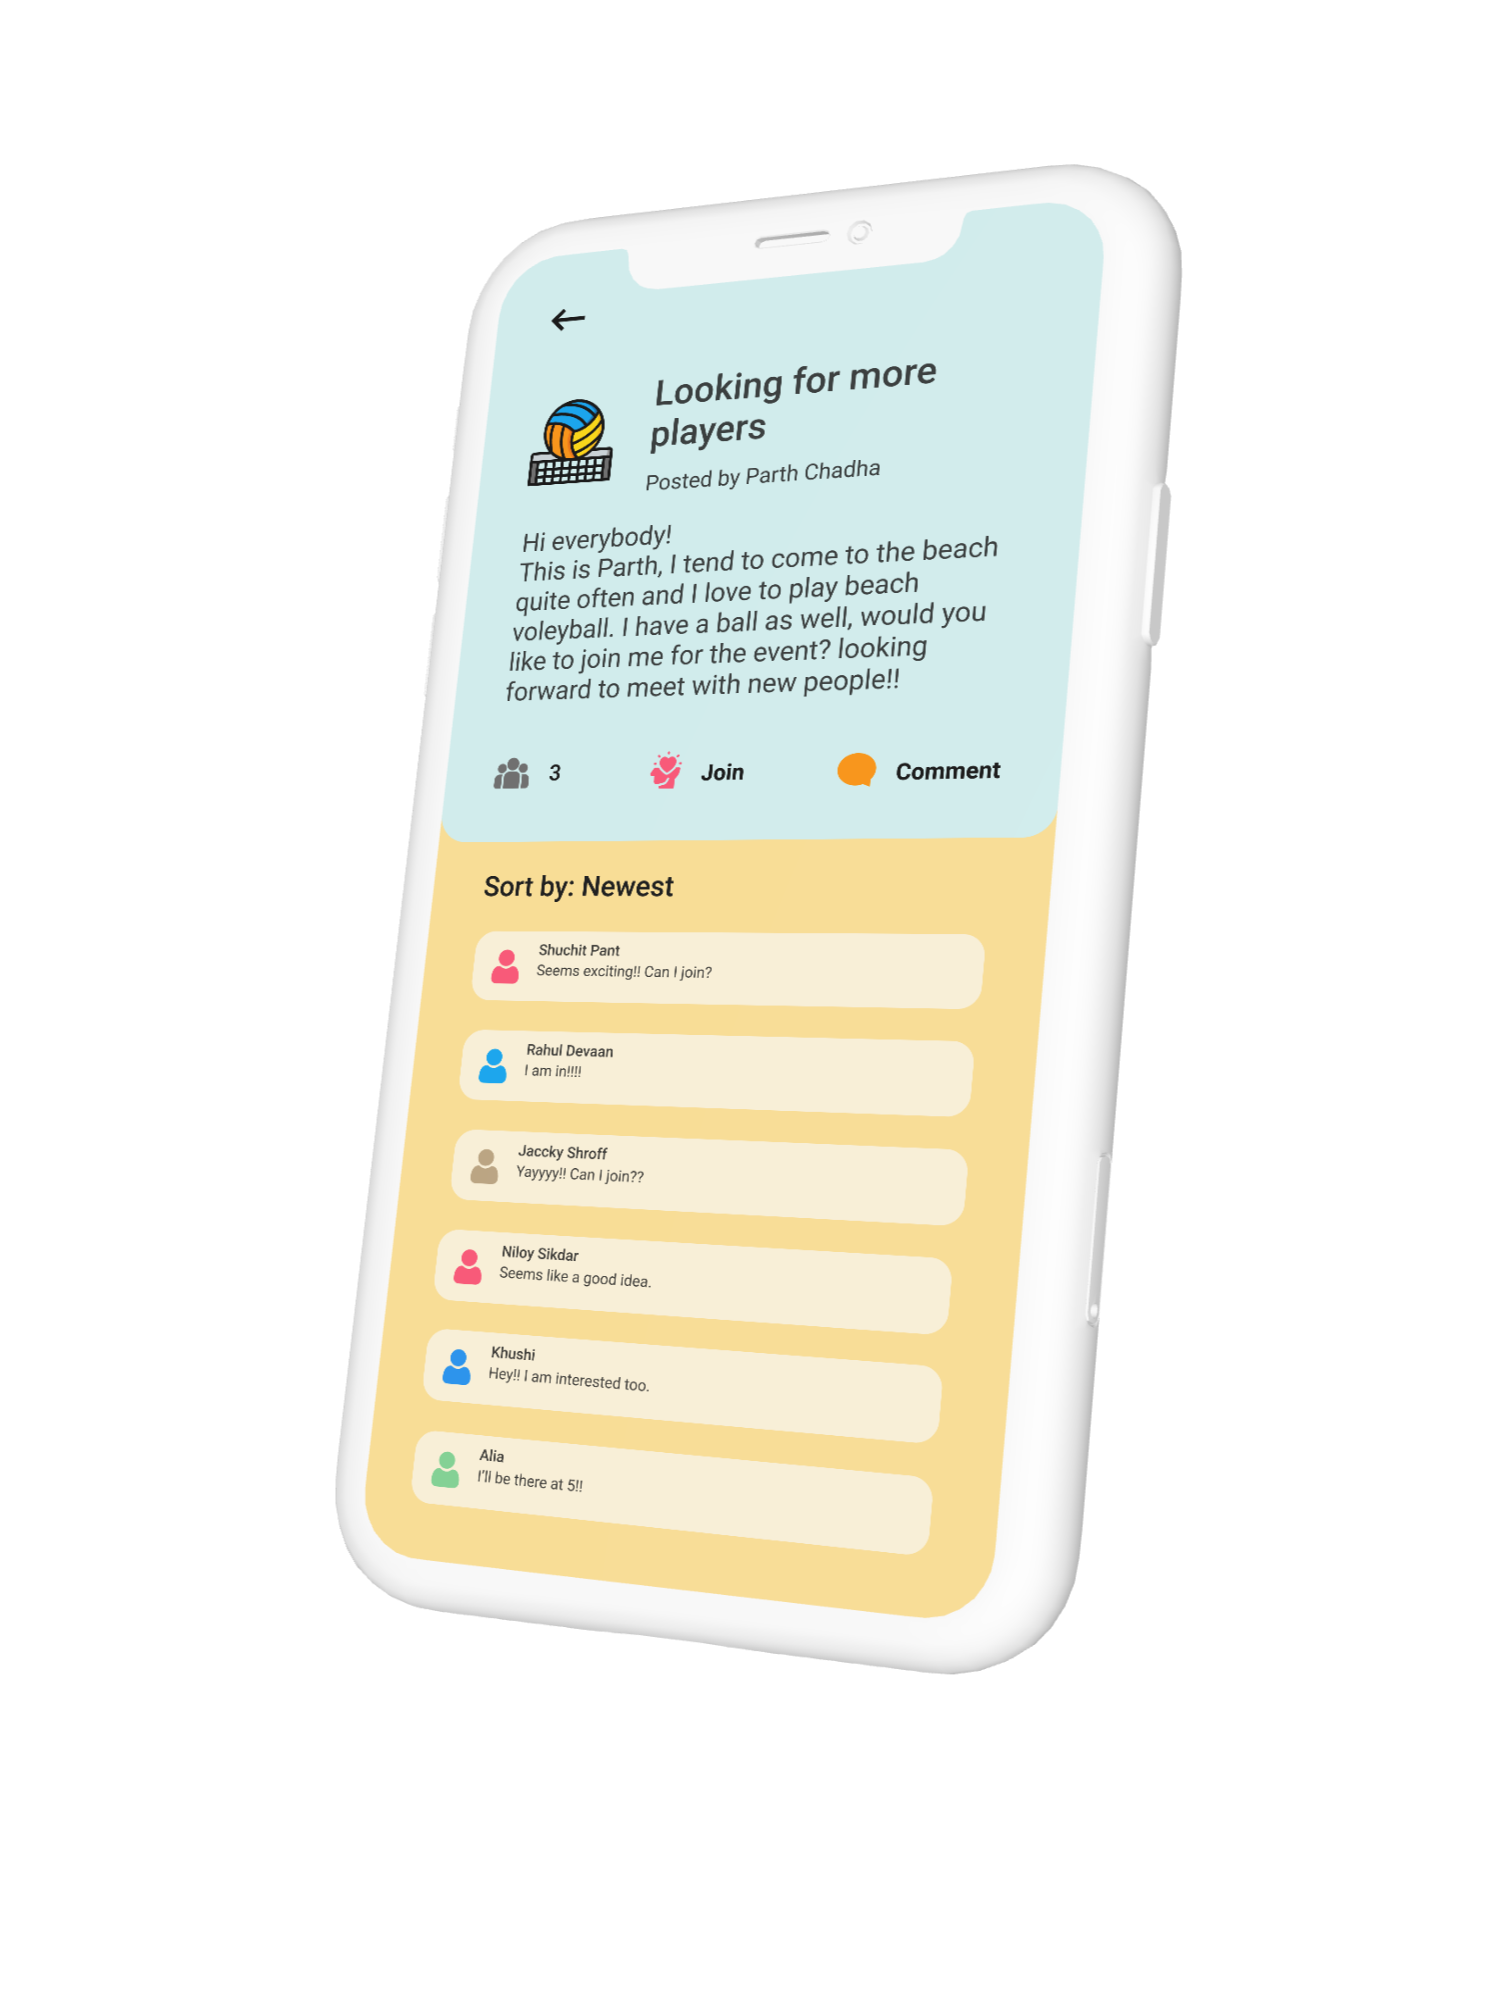 Looking for more
players
Posted by Parth Chadha
Hi everybody!
This is Parth, I tend to come to the beach
quite often and I love to play beach
voleyball. I have a ball as well, would you
like to join me for the event? looking
forward to meet with new people!!
3
Join
Comment
Sort by: Newest
Shuchit Pant
Seems exciting!! Can I join?
Rahul Devaan
I am in!!!!
Jaccky Shroff
Yayyyy!! Can I join??
Niloy Sikdar
Seems like a good idea.
Khushi
Hey!! I am interested too.
Alia
I'll be there at 5!!